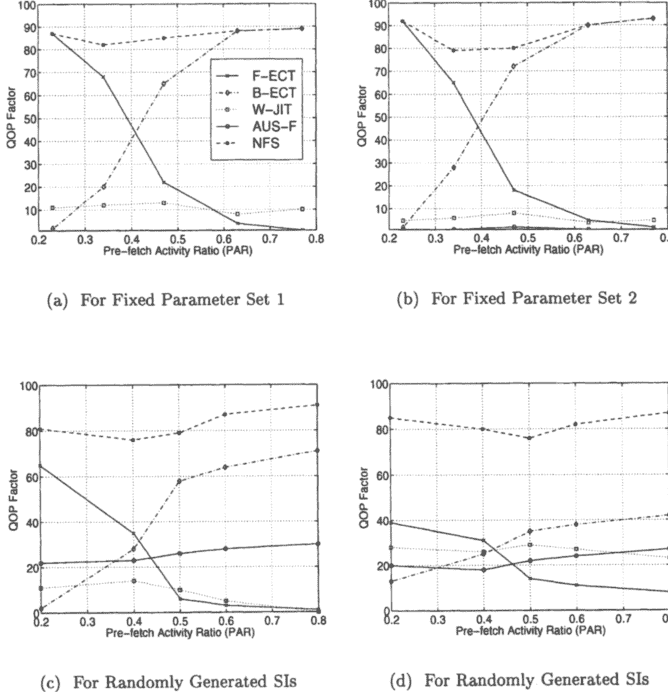 100
90
80
70
60
50
40
30
20
10
QOP Factor
F-ECT
B-ECT
W-JIT
AUS-F
NFS
0.2 0.3 0.4 0.5 0.6 0.7 0.8
Pre-fetch Activity Ratio (PAR)
(a) For Fixed Parameter Set 1
100
90
80
70
60
50
40
30
20
10
QOP Factor
0.2 0.3 0.4 0.5 0.6 0.7 0.8
Pre-fetch Activity Ratio (PAR)
(b) For Fixed Parameter Set 2
100
80
60
40
20
0
QOP Factor
0.2 0.3 0.4 0.5 0.6 0.7 0.8
Pre-fetch Activity Ratio (PAR)
(c) For Randomly Generated SIs
100
80
60
40
20
0
QOP Factor
0.2 0.3 0.4 0.5 0.6 0.7 0.8
Pre-fetch Activity Ratio (PAR)
(d) For Randomly Generated SIs